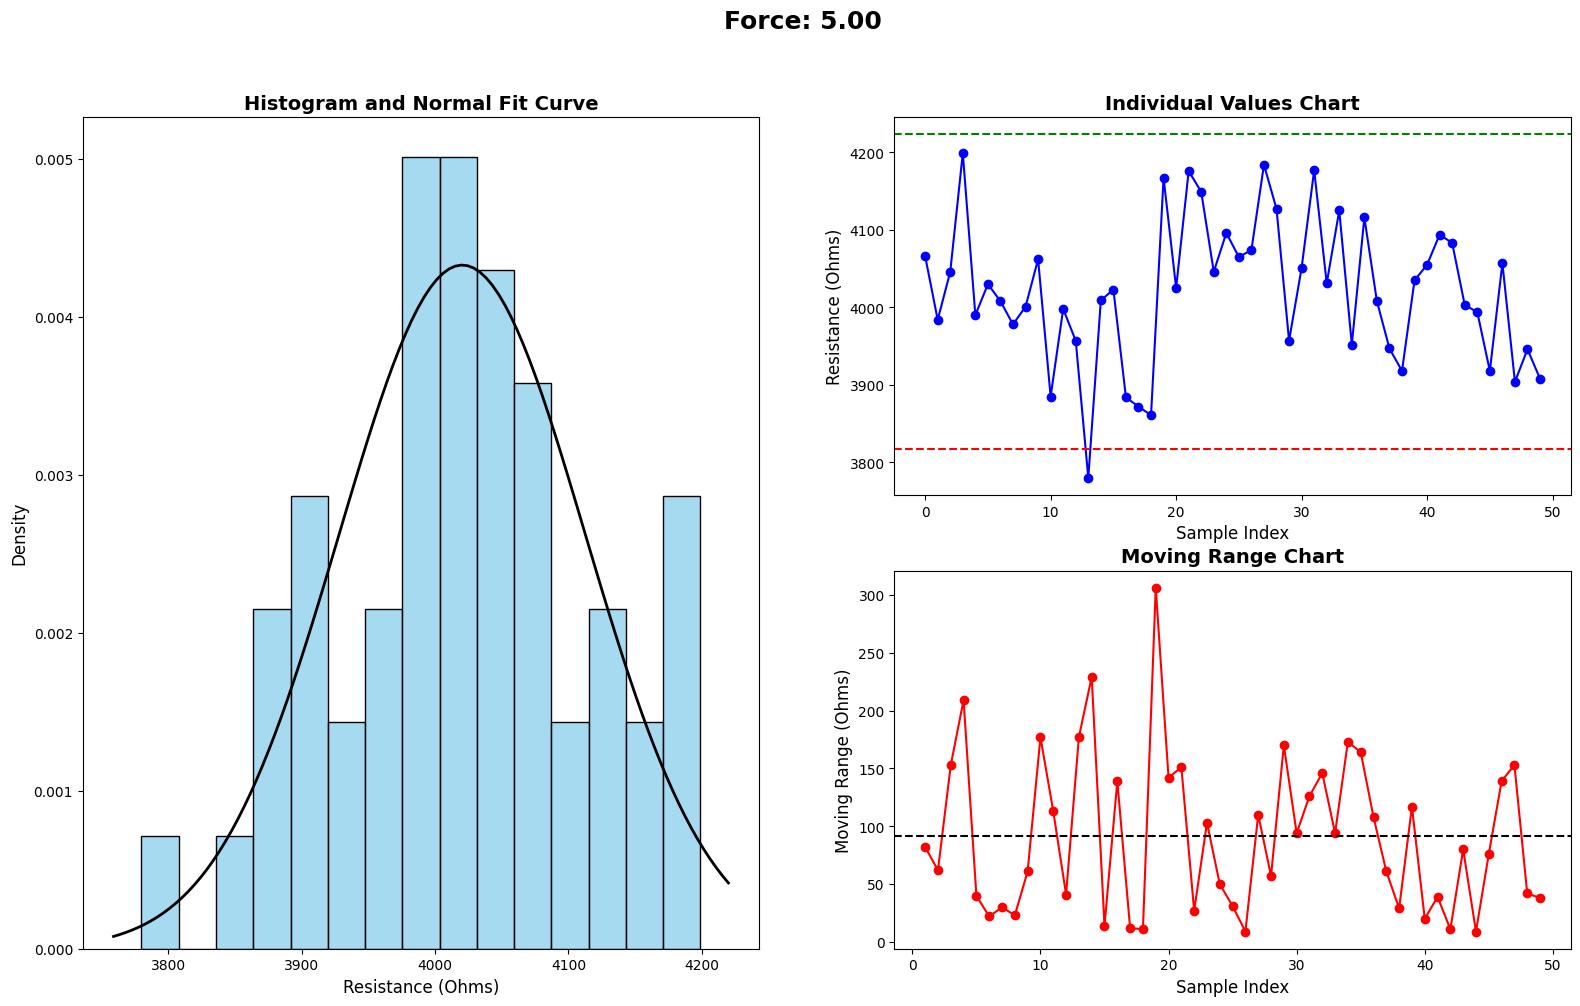 Force: 5.00
Histogram and Normal Fit Curve
Density
0.005
0.004
0.003
0.002
0.001
0.000
3800 3900 4000 4100 4200
Resistance (Ohms)
Individual Values Chart
Resistance (Ohms)
4200
4100
4000
3900
3800
0 10 20 30 40 50
Sample Index
Moving Range Chart
Moving Range (Ohms)
300
250
200
150
100
50
0
0 10 20 30 40 50
Sample Index